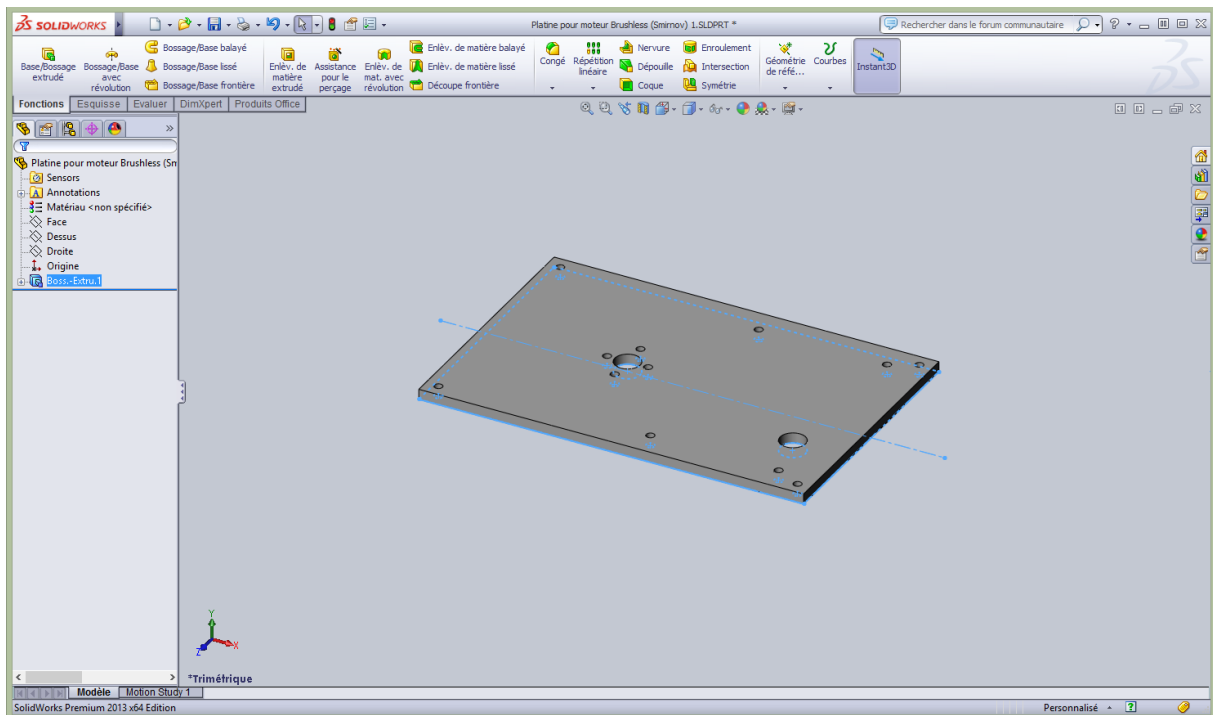 SOLIDWORKS
Platine pour moteur Brushless (Smirnov) 1.SLDPRT *
Rechercher dans le forum communautaire
Base/Bossage extrudé
Bossage/Base avec révolution
Bossage/Base balayé
Bossage/Base lissé
Bossage/Base frontière
Enlèv. de matière extrudé
Assistance pour le perçage
Enlèv. de mat. avec révolution
Enlèv. de matière balayé
Enlèv. de matière lissé
Découpe frontière
Congé
Répétition linéaire
Nervure
Dépouille
Coque
Enroulement
Intersection
Symétrie
Géométrie de réfé...
Courbes
Instant3D
Fonctions
Esquisse
Evaluer
DimXpert
Produits Office
Platine pour moteur Brushless (Sm
Sensors
Annotations
Matériau <non spécifié>
Face
Dessus
Droite
Origine
Boss.-Extru.1
Y
X
Z
*Trimétrique
Modèle
Motion Study 1
SolidWorks Premium 2013 x64 Edition
Personnalisé